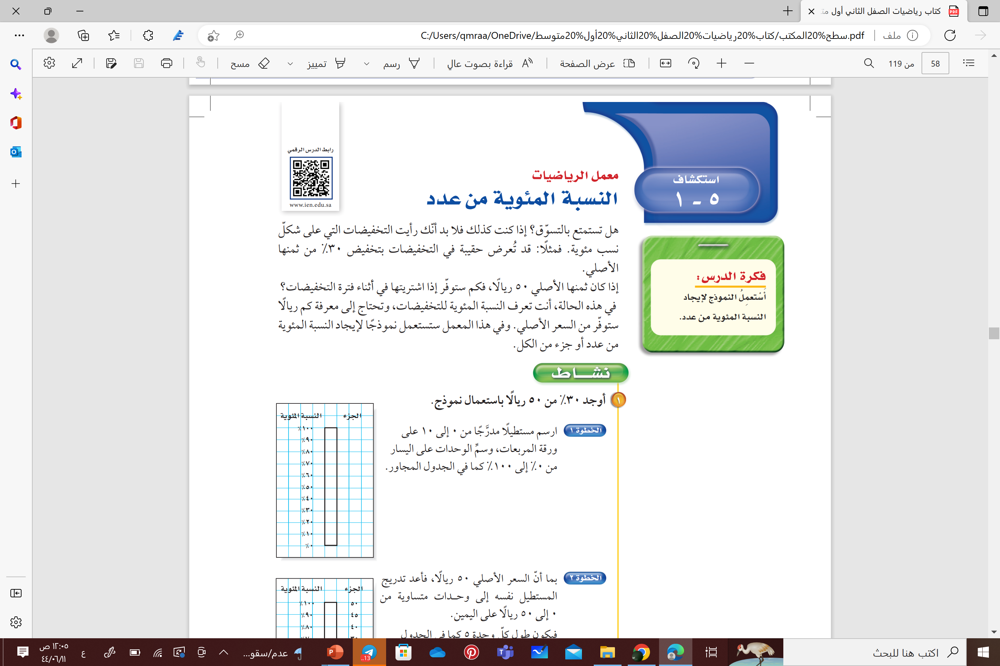 كتاب رياضيات الصفل الثاني أول مت
C:/Users/qmraa/OneDrive/سطح%20المكتب/كتاب%20رياضيات%20الصفل%20الثاني%20أول%20متوسط.pdf
ملف
58
من 119
عرض الصفحة
قراءة بصوت عالٍ
رسم
تمييز
مسح
رابط الدرس الرقمي
www.ien.edu.sa
استكشاف
٥ - ١
معمل الرياضيات
النسبة المئوية من عدد
هل تستمتع بالتسوّق؟ إذا كنت كذلك فلا بد أنّك رأيت التخفيضات التي على شكلّ
نسب مئوية. فمثلًا: قد تُعرض حقيبة في التخفيضات بتخفيض ٣٠٪ من ثمنها
الأصلي.
إذا كان ثمنها الأصلي ٥٠ ريالًا، فكم ستوفّر إذا اشتريتها في أثناء فترة التخفيضات؟
في هذه الحالة، أنت تعرف النسبة المئوية للتخفيضات، وتحتاج إلى معرفة كم ريالًا
ستوفّر من السعر الأصلي. وفي هذا المعمل ستستعمل نموذجًا لإيجاد النسبة المئوية
من عدد أو جزء من الكل.
فكرة الدرس:
أَسْتعمِلُ النموذج لإيجاد
النسبة المئوية من عدد.
نشــاط
١ أوجد ٣٠٪ من ٥٠ ريالًا باستعمال نموذج.
الخطوة ١
ارسم مستطيلًا مدرَّجًا من ٠ إلى ١٠ على
ورقة المربعات، وسمِّ الوحدات على اليسار
من ٠٪ إلى ١٠٠٪ كما في الجدول المجاور.
الجزء النسبة المئوية
١٠٠٪
٩٠٪
٨٠٪
٧٠٪
٦٠٪
٥٠٪
٤٠٪
٣٠٪
٢٠٪
١٠٪
٠٪
الخطوة ٢
بما أنّ السعر الأصلي ٥٠ ريالًا، فأعد تدريج
المستطيل نفسه إلى وحـدات متساوية من
٠ إلى ٥٠ ريالًا على اليمين.
فيكون طول كلّ وحدة ٥ كما في الجدول
الجزء النسبة المئوية
٥٠ ١٠٠٪
٤٥ ٩٠٪
٤٠ ٨٠٪
اكتب هنا للبحث
13..
عدم/سقو...
ع
١٢:٠٥ ص
٤٤/٠٦/١١